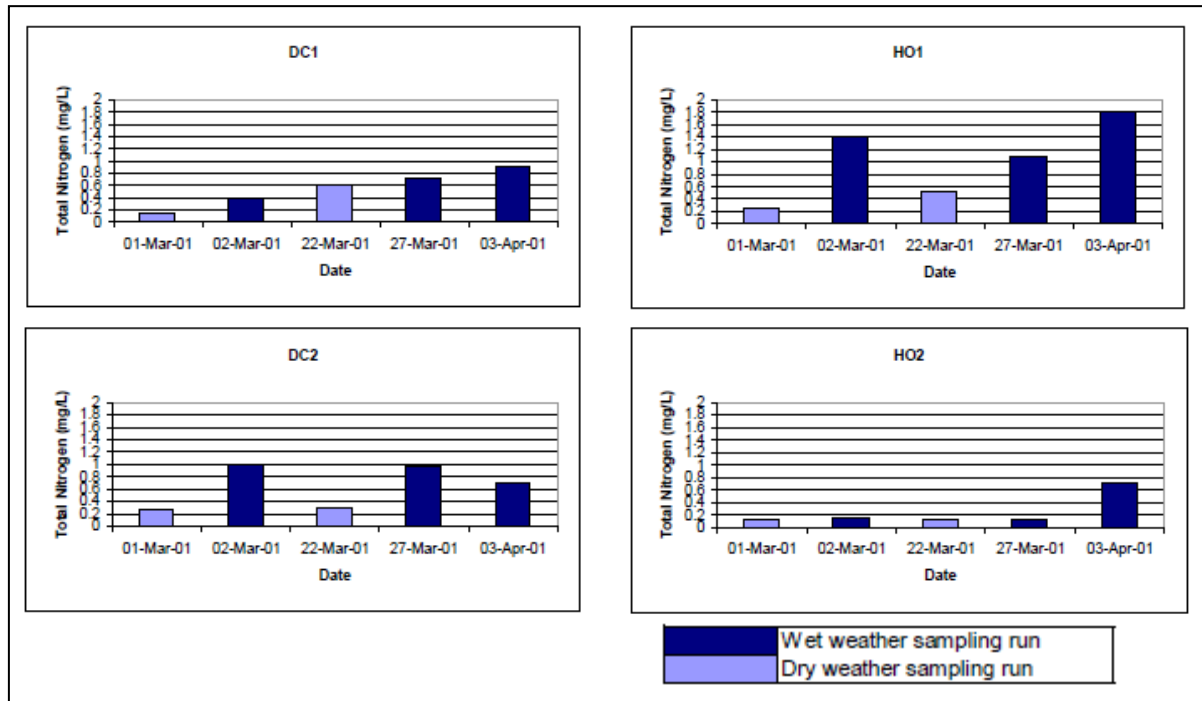 DC1
Total Nitrogen (mg/L)
2
1.8
1.6
1.4
1.2
1
0.8
0.6
0.4
0.2
0
01-Mar-01 02-Mar-01 22-Mar-01 27-Mar-01 03-Apr-01
Date
HO1
Total Nitrogen (mg/L)
2
1.8
1.6
1.4
1.2
1
0.8
0.6
0.4
0.2
0
01-Mar-01 02-Mar-01 22-Mar-01 27-Mar-01 03-Apr-01
Date
DC2
Total Nitrogen (mg/L)
2
1.8
1.6
1.4
1.2
1
0.8
0.6
0.4
0.2
0
01-Mar-01 02-Mar-01 22-Mar-01 27-Mar-01 03-Apr-01
Date
HO2
Total Nitrogen (mg/L)
2
1.8
1.6
1.4
1.2
1
0.8
0.6
0.4
0.2
0
01-Mar-01 02-Mar-01 22-Mar-01 27-Mar-01 03-Apr-01
Date
Wet weather sampling run
Dry weather sampling run